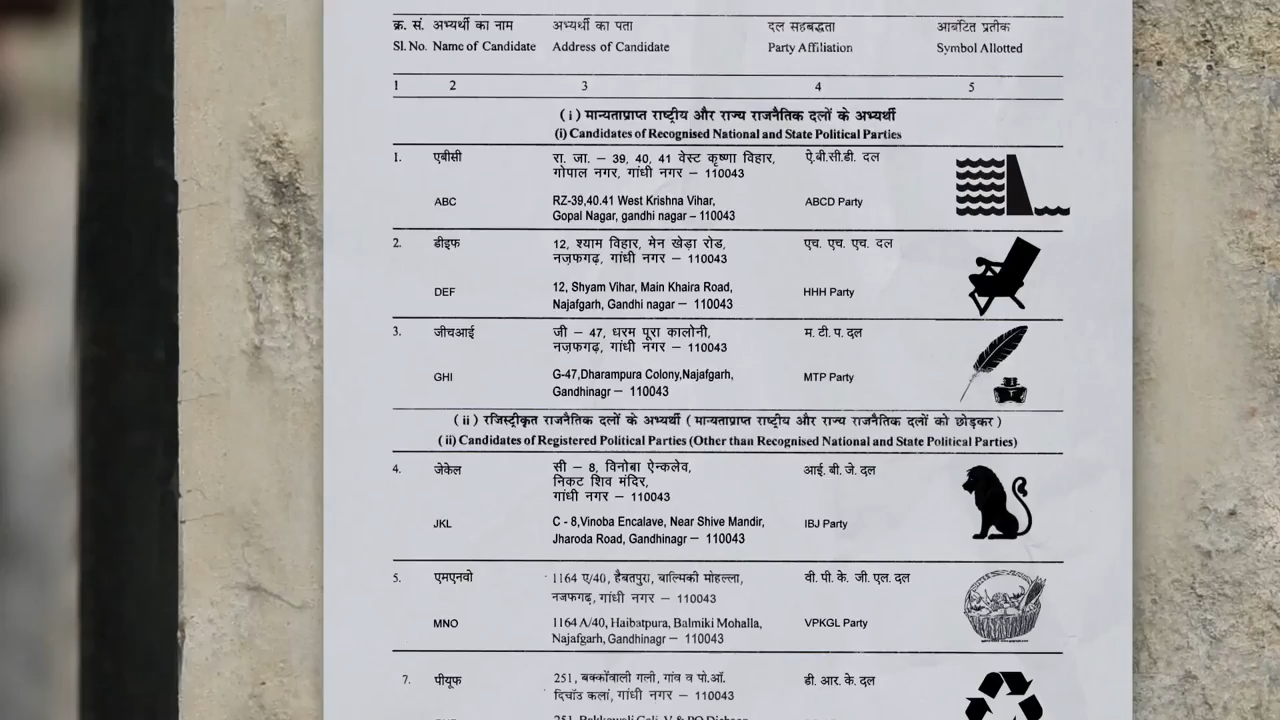 क्र. सं. अभ्यर्थी का नाम अभ्यर्थी का पता दल सहबद्धता आबंटित प्रतीक
Sl. No. Name of Candidate Address of Candidate Party Affiliation Symbol Allotted
1 2 3 4 5
(i) मान्यताप्राप्त राष्ट्रीय और राज्य राजनैतिक दलों के अभ्यर्थी
(i) Candidates of Recognised National and State Political Parties
1. एबीसी रा. जा. – 39, 40, 41 वेस्ट कृष्णा विहार, ऐ.बी.सी.डी. दल
गोपाल नगर, गांधी नगर – 110043
ABC RZ-39,40.41 West Krishna Vihar, ABCD Party
Gopal Nagar, gandhi nagar – 110043
2. डीइफ 12, श्याम विहार, मेन खेड़ा रोड, एच. एच. एच. दल
नज़फगढ़, गांधी नगर – 110043
DEF 12, Shyam Vihar, Main Khaira Road, HHH Party
Najafgarh, Gandhi nagar – 110043
3. जीचआई जी – 47, धरम पूरा कालोनी, म. टी. प. दल
नज़फगढ़, गांधी नगर – 110043
GHI G-47,Dharampura Colony,Najafgarh, MTP Party
Gandhinagr – 110043
(ii) रजिस्ट्रीकृत राजनैतिक दलों के अभ्यर्थी (मान्यताप्राप्त राष्ट्रीय और राज्य राजनैतिक दलों को छोड़कर)
(ii) Candidates of Registered Political Parties (Other than Recognised National and State Political Parties)
4. जेकेल सी – 8, विनोबा ऐन्कलेव, आई. बी. जे. दल
निकट शिव मंदिर,
गांधी नगर – 110043
JKL C - 8,Vinoba Encalave, Near Shive Mandir, IBJ Party
Jharoda Road, Gandhinagr – 110043
5. एमएनवो 1164 ए/40, हैबतपुरा, बाल्मिकी मोहल्ला, वी. पी. के. जी. एल. दल
नजफगढ़, गांधी नगर – 110043
MNO 1164 A/40, Haibatpura, Balmiki Mohalla, VPKGL Party
Najafgarh, Gandhinagr – 110043
7. पीयूफ 251, बक्कोंवाली गली, गांव व पो.ऑ. डी. आर. के. दल
दिचॉऊ कलां, गांधी नगर – 110043